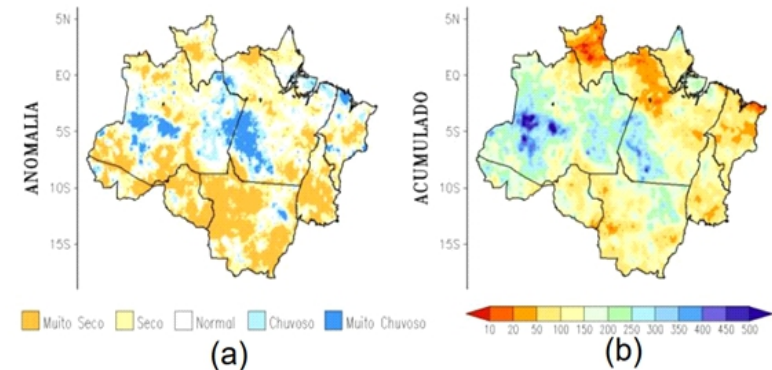 5N
EQ
5S
10S
15S
ANOMALIA
Muito Seco Seco Normal Chuvoso Muito Chuvoso
(a)
5N
EQ
5S
10S
15S
ACUMULADO
10 20 50 100 150 200 250 300 350 400 450 500
(b)